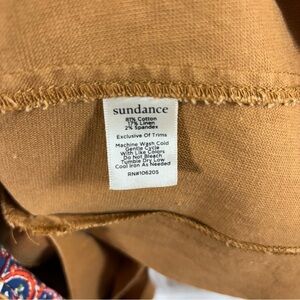 sundance
81% Cotton
17% Linen
2% Spandex
Exclusive Of Trims
Machine Wash Cold
Gentle Cycle
With Like Colors
Do Not Bleach
Tumble Dry Low
Cool Iron As Needed
RN#106205